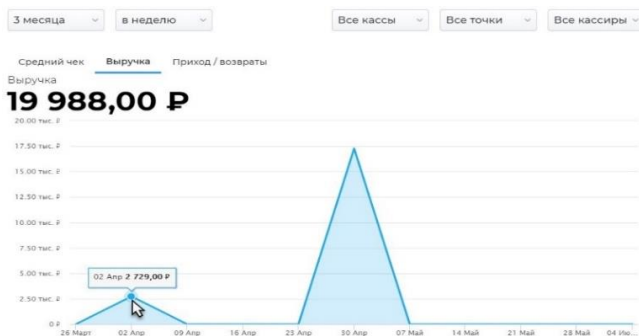 3 месяца
в неделю
Все кассы
Все точки
Все кассиры
Средний чек
Выручка
Приход / возвраты
Выручка
19 988,00 ₽
20.00 тыс. ₽
17.50 тыс. ₽
15.00 тыс. ₽
12.50 тыс. ₽
10.00 тыс. ₽
7.50 тыс. ₽
5.00 тыс. ₽
02 Апр 2 729,00 ₽
2.50 тыс. ₽
0 ₽
26 Март
02 Апр
09 Апр
16 Апр
23 Апр
30 Апр
07 Май
14 Май
21 Май
28 Май
04 Ию...